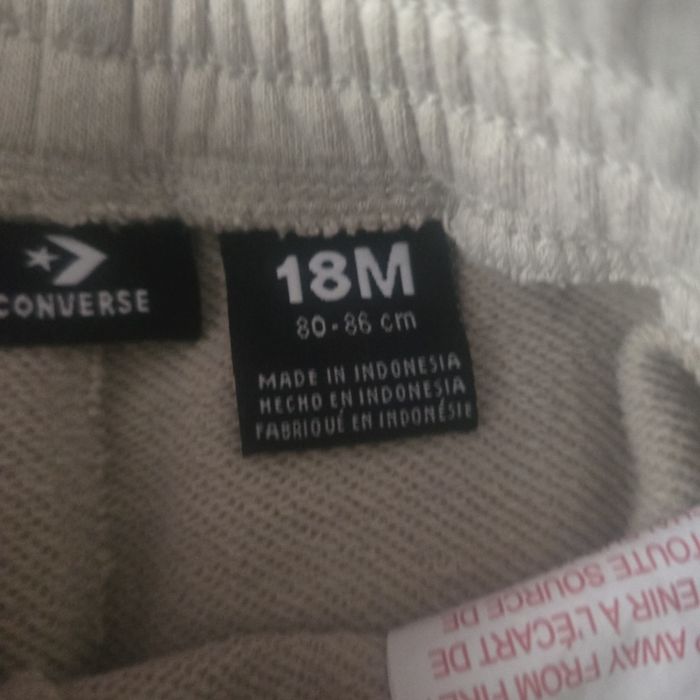 CONVERSE
18M
80-86 cm
MADE IN INDONESIA
HECHO EN INDONESIA
FABRIQUÉ EN INDONÉSIE
AWAY FROM FIRE
ENIR À L'ÉCART DE
TOUTE SOURCE DE